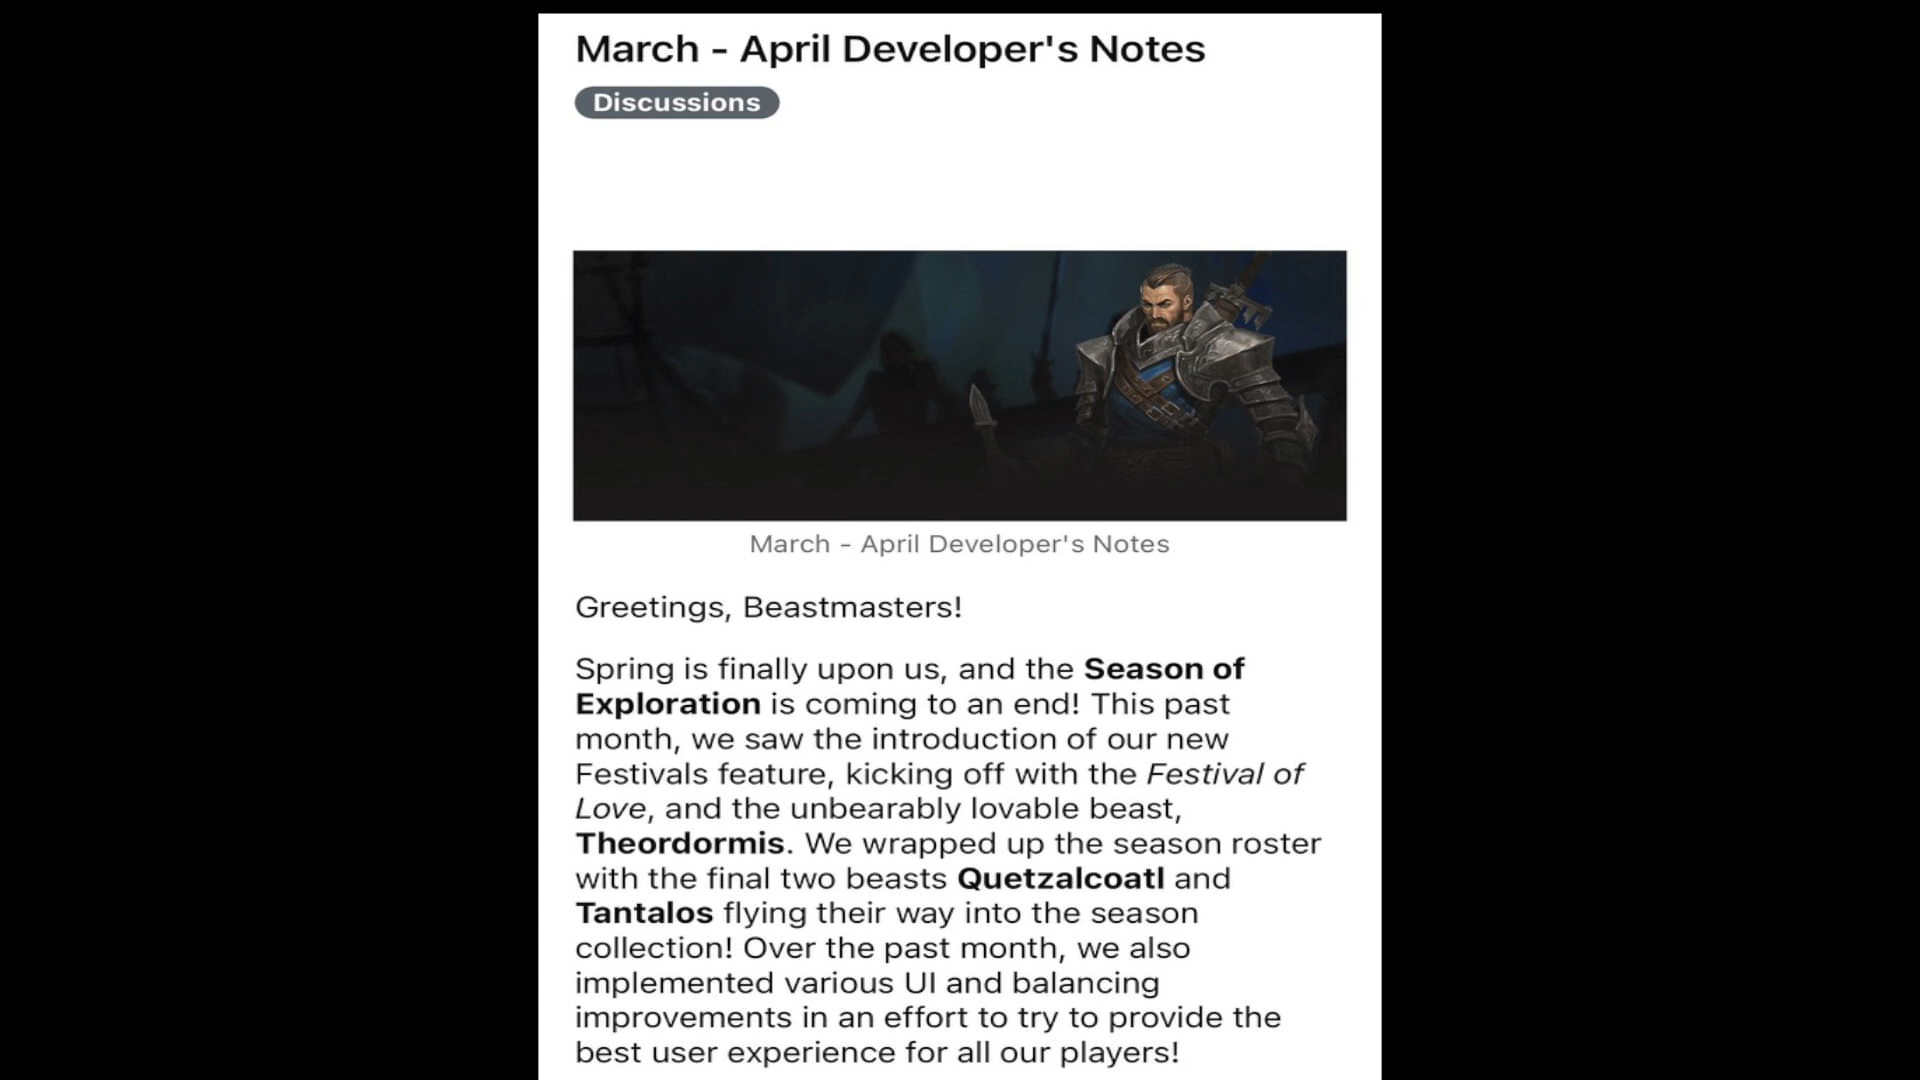 March - April Developer's Notes
Discussions
March - April Developer's Notes
Greetings, Beastmasters!
Spring is finally upon us, and the Season of
Exploration is coming to an end! This past
month, we saw the introduction of our new
Festivals feature, kicking off with the Festival of
Love, and the unbearably lovable beast,
Theordormis. We wrapped up the season roster
with the final two beasts Quetzalcoatl and
Tantalos flying their way into the season
collection! Over the past month, we also
implemented various UI and balancing
improvements in an effort to try to provide the
best user experience for all our players!